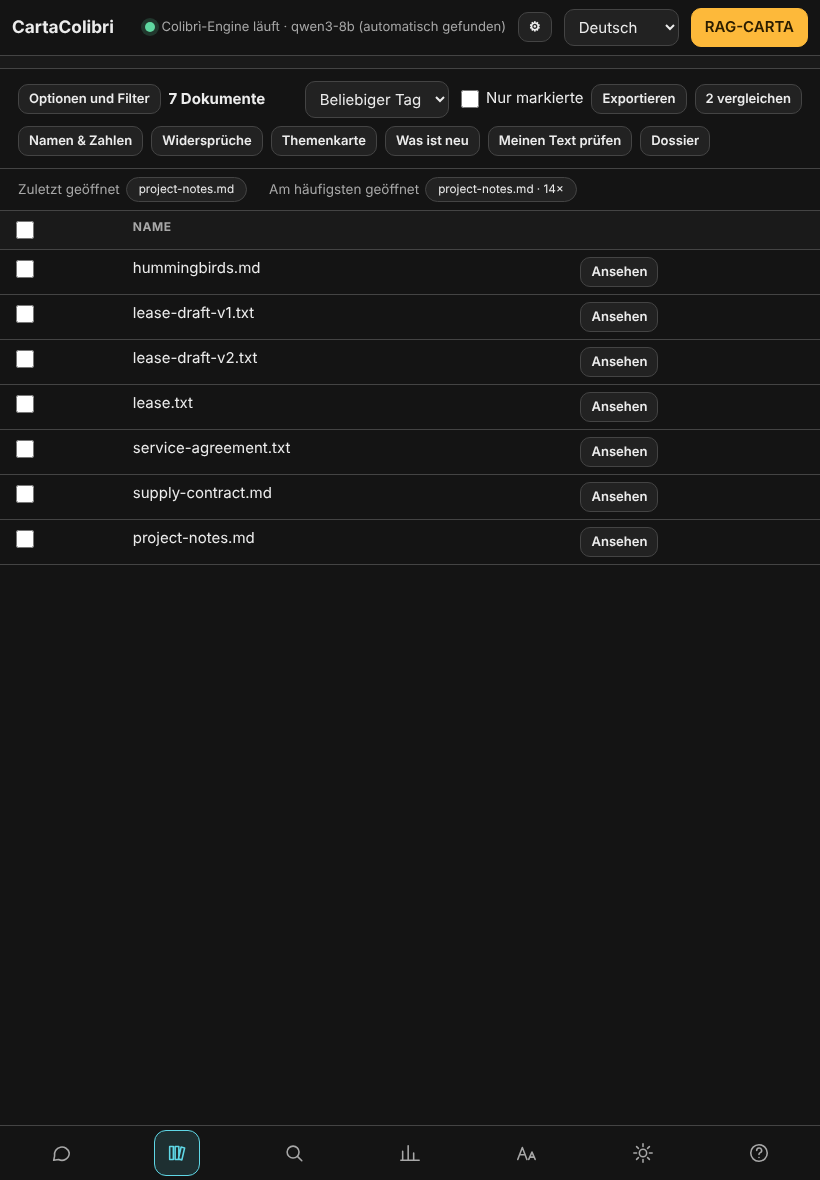 CartaColibrì Colibrì-Engine läuft · qwen3-8b (automatisch gefunden) ⚙ Deutsch RAG-CARTA
Optionen und Filter 7 Dokumente Beliebiger Tag Nur markierte Exportieren 2 vergleichen
Namen & Zahlen Widersprüche Themenkarte Was ist neu Meinen Text prüfen Dossier
Zuletzt geöffnet project-notes.md Am häufigsten geöffnet project-notes.md · 14×
NAME
hummingbirds.md Ansehen
lease-draft-v1.txt Ansehen
lease-draft-v2.txt Ansehen
lease.txt Ansehen
service-agreement.txt Ansehen
supply-contract.md Ansehen
project-notes.md Ansehen
AA